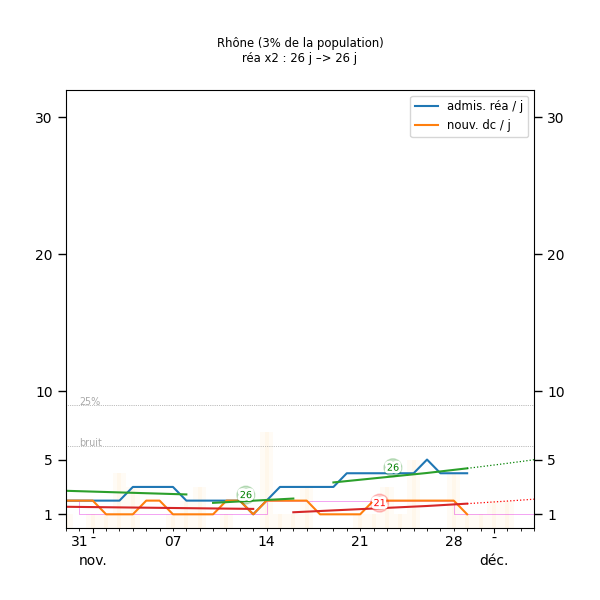 Rhône (3% de la population)
réa x2 : 26 j –> 26 j
admis. réa / j
nouv. dc / j
30 30
20 20
10 10
25%
bruit
5 5
26 26
21
1 1
31 - 07 14 21 28 -
nov. déc.